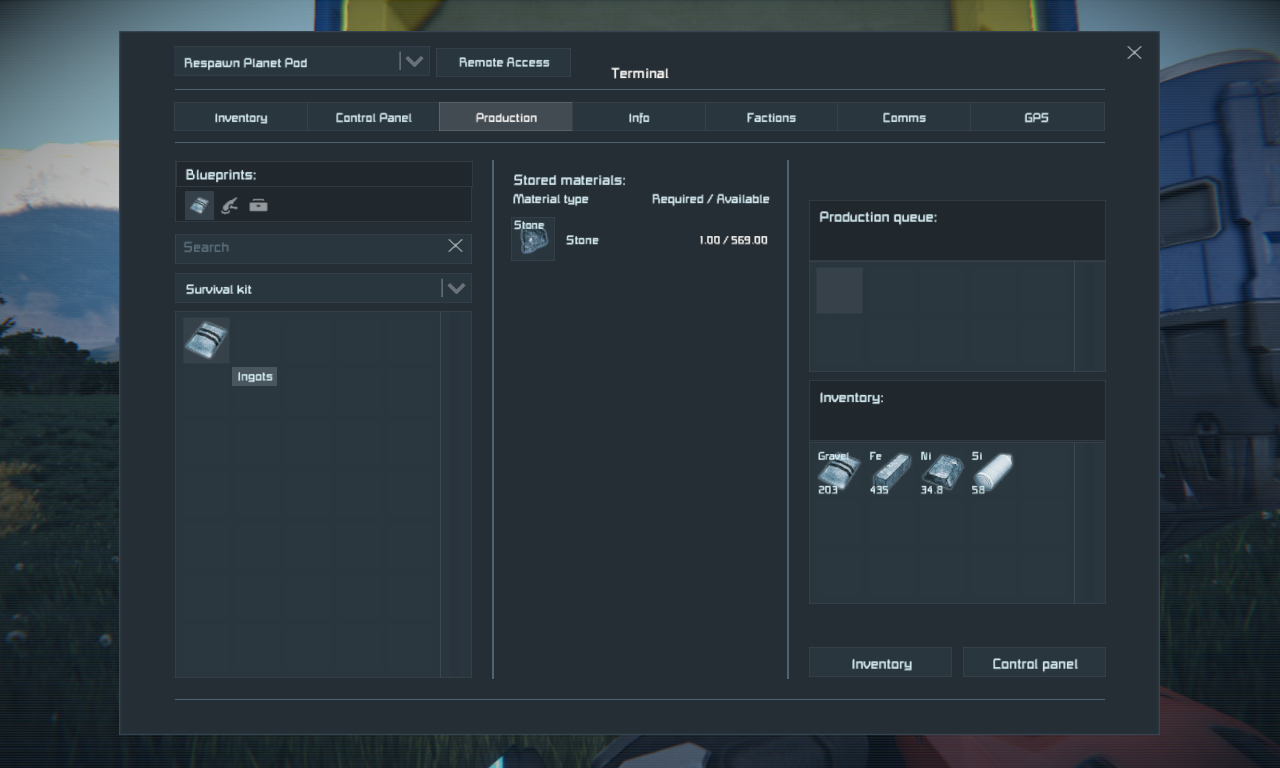 Respawn Planet Pod
Remote Access
Terminal
Inventory
Control Panel
Production
Info
Factions
Comms
GPS
Blueprints:
Search
Survival kit
Ingots
Stored materials:
Material type Required / Available
Stone
Stone 1.00 / 569.00
Production queue:
Inventory:
Gravel Fe Ni Si
203 435 34.8 58
Inventory
Control panel